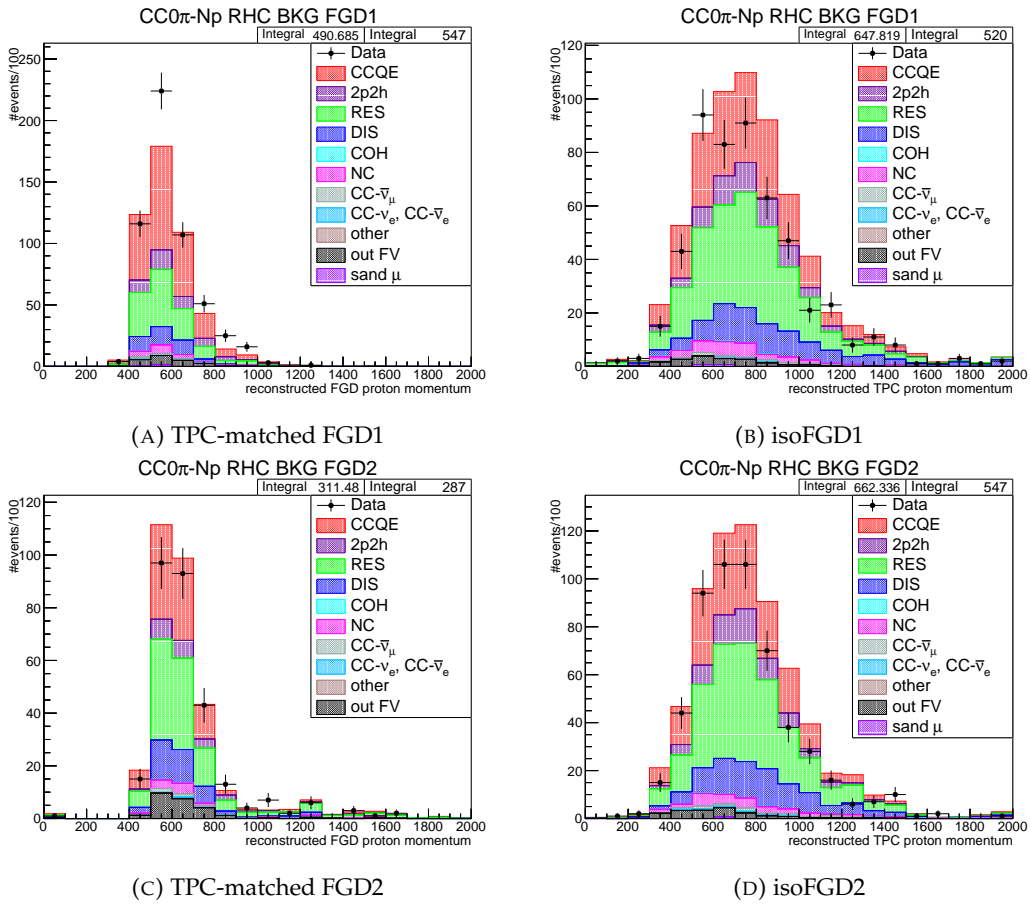 CC0π-Np RHC BKG FGD1
Integral 490.685 Integral 547
#events/100
250
200
150
100
50
0
Data
CCQE
2p2h
RES
DIS
COH
NC
CC-ν̅μ
CC-νe, CC-ν̅e
other
out FV
sand μ
0 200 400 600 800 1000 1200 1400 1600 1800 2000
reconstructed FGD proton momentum
(A) TPC-matched FGD1
CC0π-Np RHC BKG FGD1
Integral 647.819 Integral 520
#events/100
120
100
80
60
40
20
0
Data
CCQE
2p2h
RES
DIS
COH
NC
CC-ν̅μ
CC-νe, CC-ν̅e
other
out FV
sand μ
0 200 400 600 800 1000 1200 1400 1600 1800 2000
reconstructed TPC proton momentum
(B) isoFGD1
CC0π-Np RHC BKG FGD2
Integral 311.48 Integral 287
#events/100
120
100
80
60
40
20
0
Data
CCQE
2p2h
RES
DIS
COH
NC
CC-ν̅μ
CC-νe, CC-ν̅e
other
out FV
0 200 400 600 800 1000 1200 1400 1600 1800 2000
reconstructed FGD proton momentum
(C) TPC-matched FGD2
CC0π-Np RHC BKG FGD2
Integral 662.336 Integral 547
#events/100
120
100
80
60
40
20
0
Data
CCQE
2p2h
RES
DIS
COH
NC
CC-ν̅μ
CC-νe, CC-ν̅e
other
out FV
sand μ
0 200 400 600 800 1000 1200 1400 1600 1800 2000
reconstructed TPC proton momentum
(D) isoFGD2